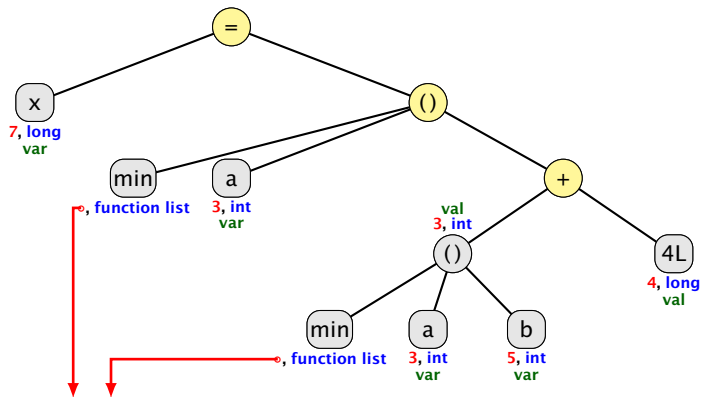 =
x
7, long
var
()
min
, function list
a
3, int
var
+
val
3, int
()
4L
4, long
val
min
, function list
a
3, int
var
b
5, int
var